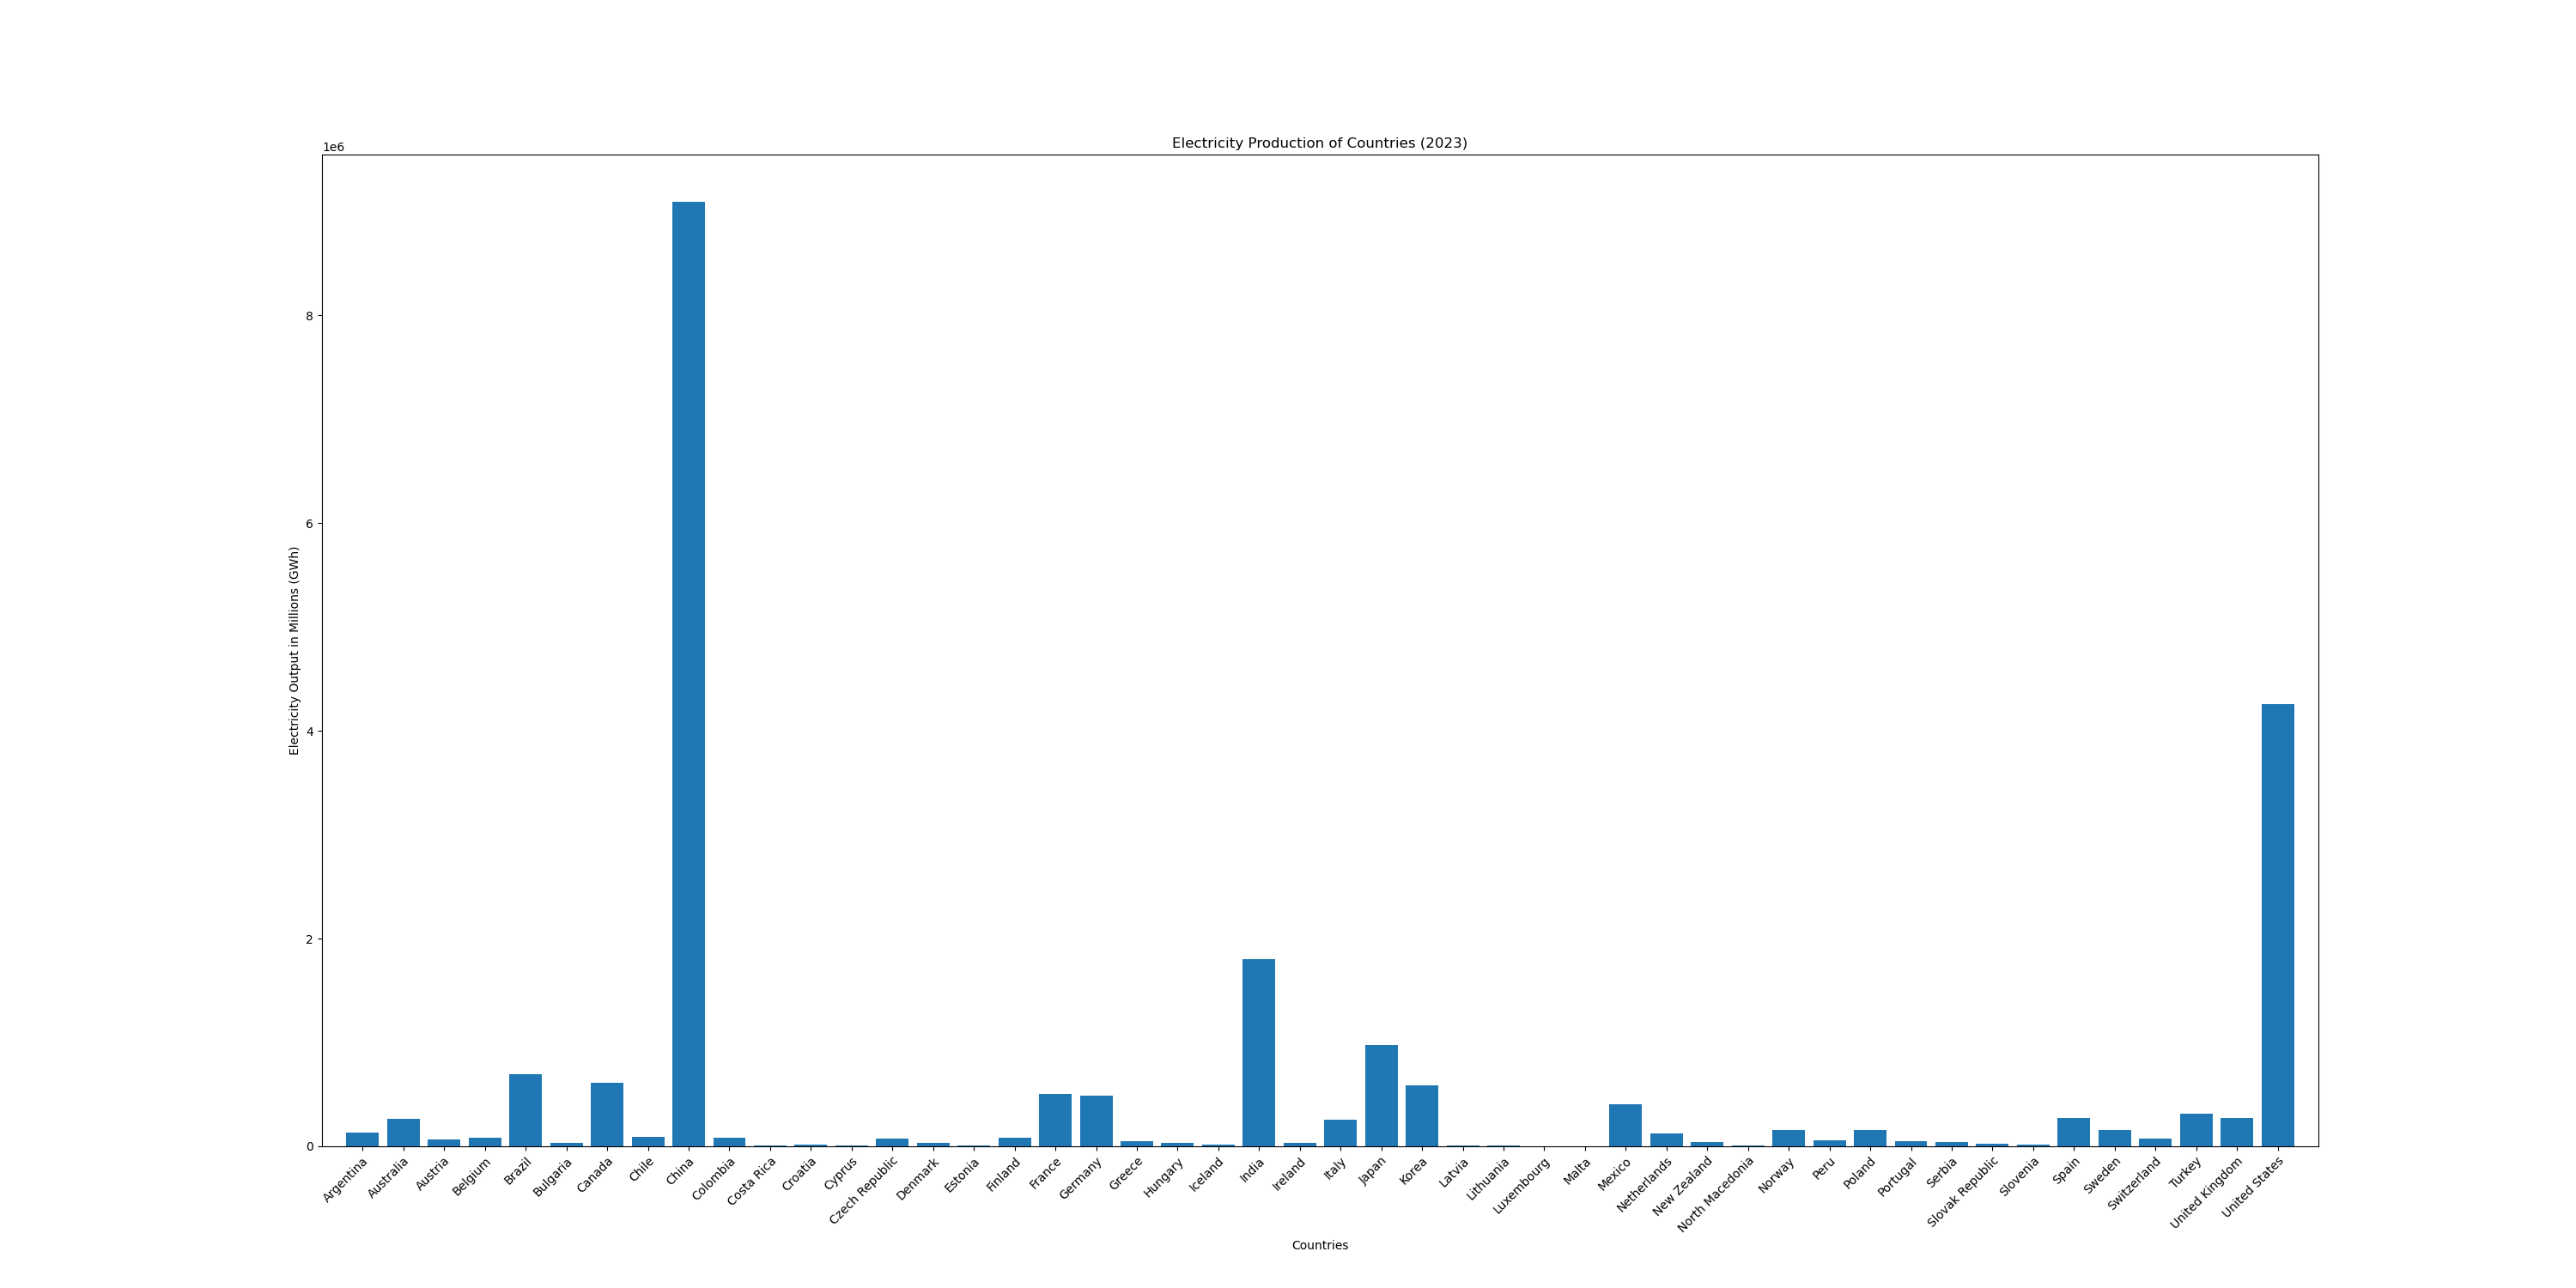 Electricity Production of Countries (2023)
1e6
8
6
4
2
0
Electricity Output in Millions (GWh)
Argentina
Australia
Austria
Belgium
Brazil
Bulgaria
Canada
Chile
China
Colombia
Costa Rica
Croatia
Cyprus
Czech Republic
Denmark
Estonia
Finland
France
Germany
Greece
Hungary
Iceland
India
Ireland
Italy
Japan
Korea
Latvia
Lithuania
Luxembourg
Malta
Mexico
Netherlands
New Zealand
North Macedonia
Norway
Peru
Poland
Portugal
Serbia
Slovak Republic
Slovenia
Spain
Sweden
Switzerland
Turkey
United Kingdom
United States
Countries